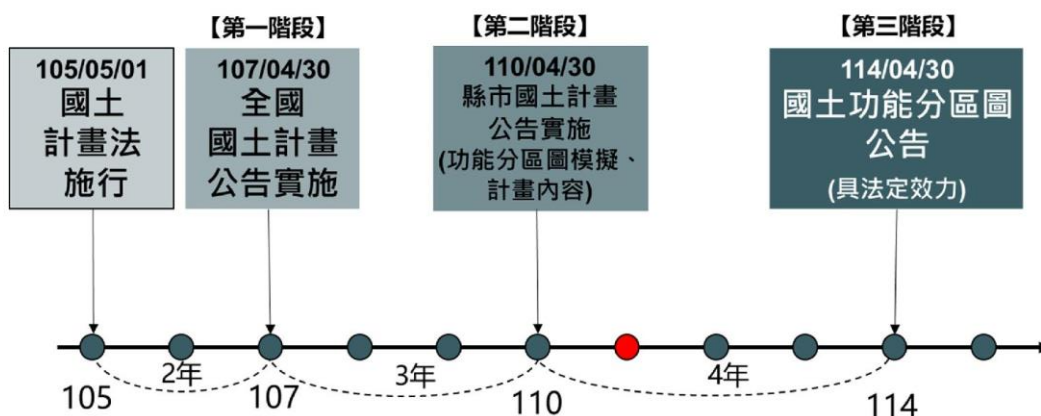 【第一階段】
【第二階段】
【第三階段】
105/05/01
國土
計畫法
施行
107/04/30
全國
國土計畫
公告實施
110/04/30
縣市國土計畫
公告實施
(功能分區圖模擬、
計畫內容)
114/04/30
國土功能分區圖
公告
(具法定效力)
2年
3年
4年
105
107
110
114